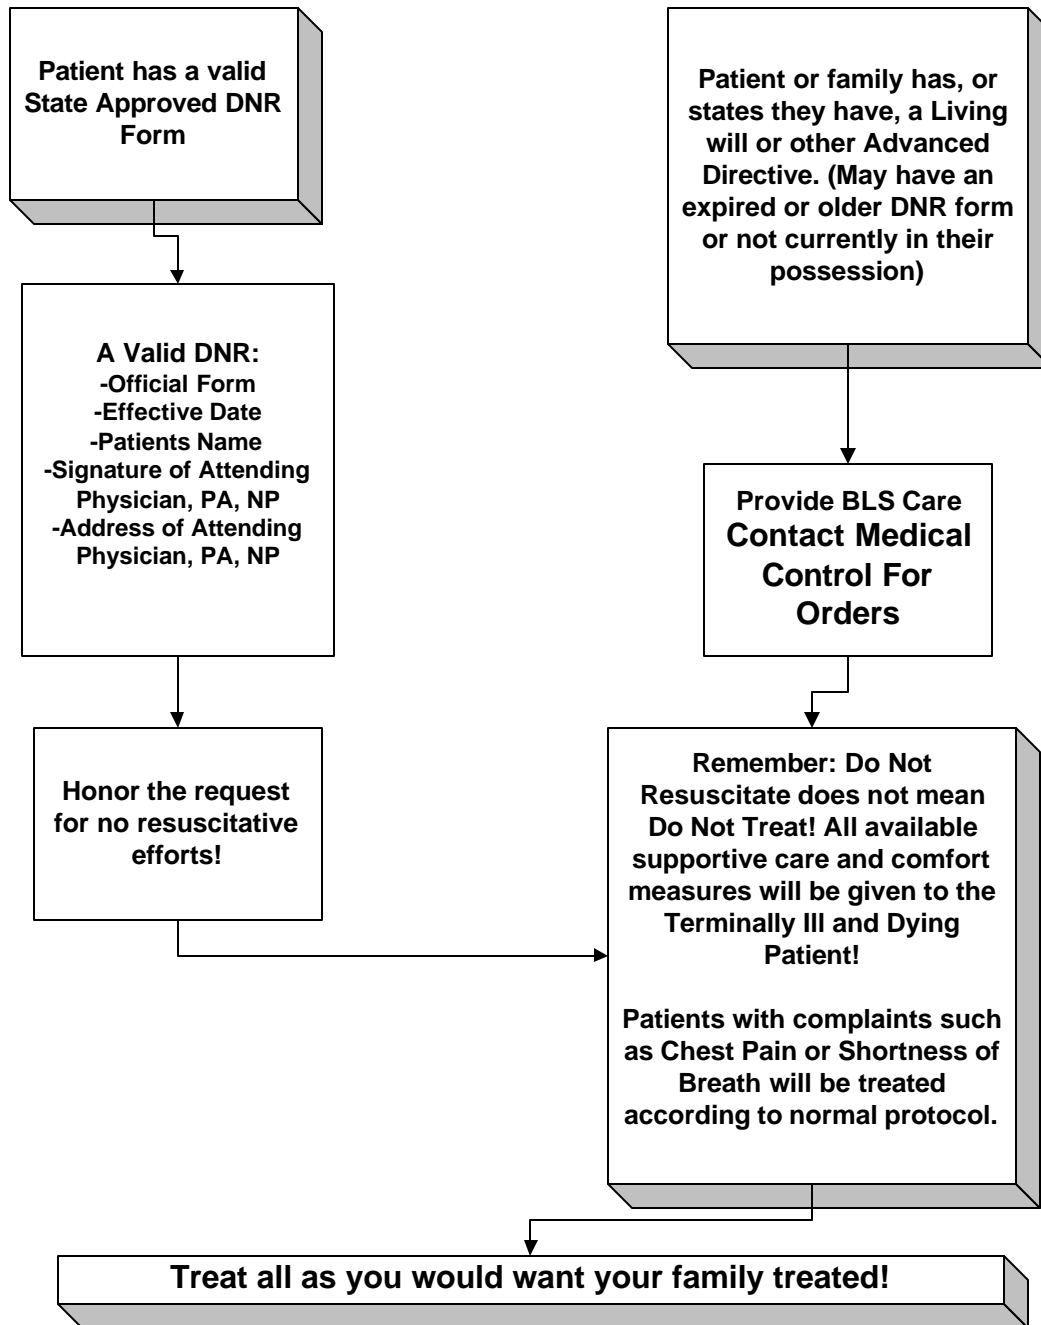 Patient has a valid
State Approved DNR
Form
A Valid DNR:
-Official Form
-Effective Date
-Patients Name
-Signature of Attending
Physician, PA, NP
-Address of Attending
Physician, PA, NP
Honor the request
for no resuscitative
efforts!
Patient or family has, or
states they have, a Living
will or other Advanced
Directive. (May have an
expired or older DNR form
or not currently in their
possession)
Provide BLS Care
Contact Medical
Control For
Orders
Remember: Do Not
Resuscitate does not mean
Do Not Treat! All available
supportive care and comfort
measures will be given to the
Terminally Ill and Dying
Patient!
Patients with complaints such
as Chest Pain or Shortness of
Breath will be treated
according to normal protocol.
Treat all as you would want your family treated!